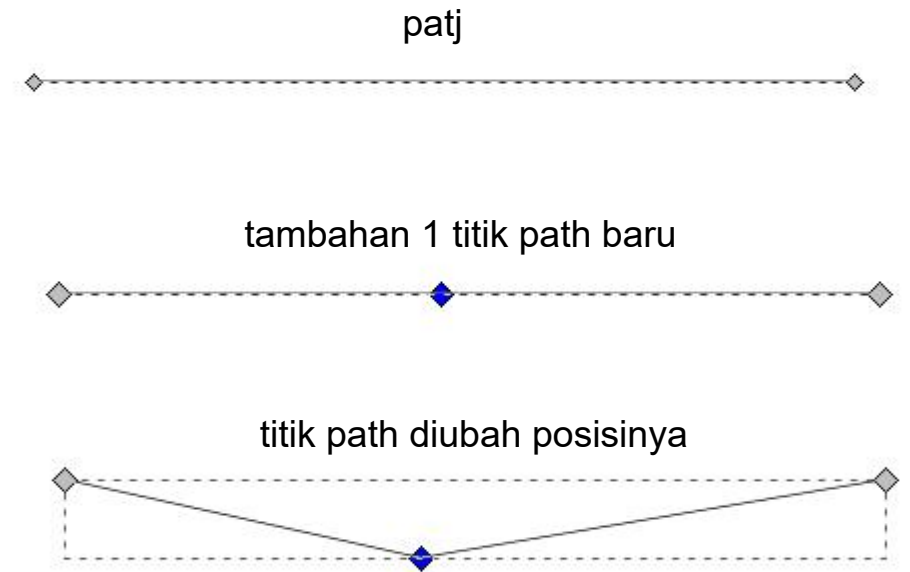 patj
tambahan 1 titik path baru
titik path diubah posisinya